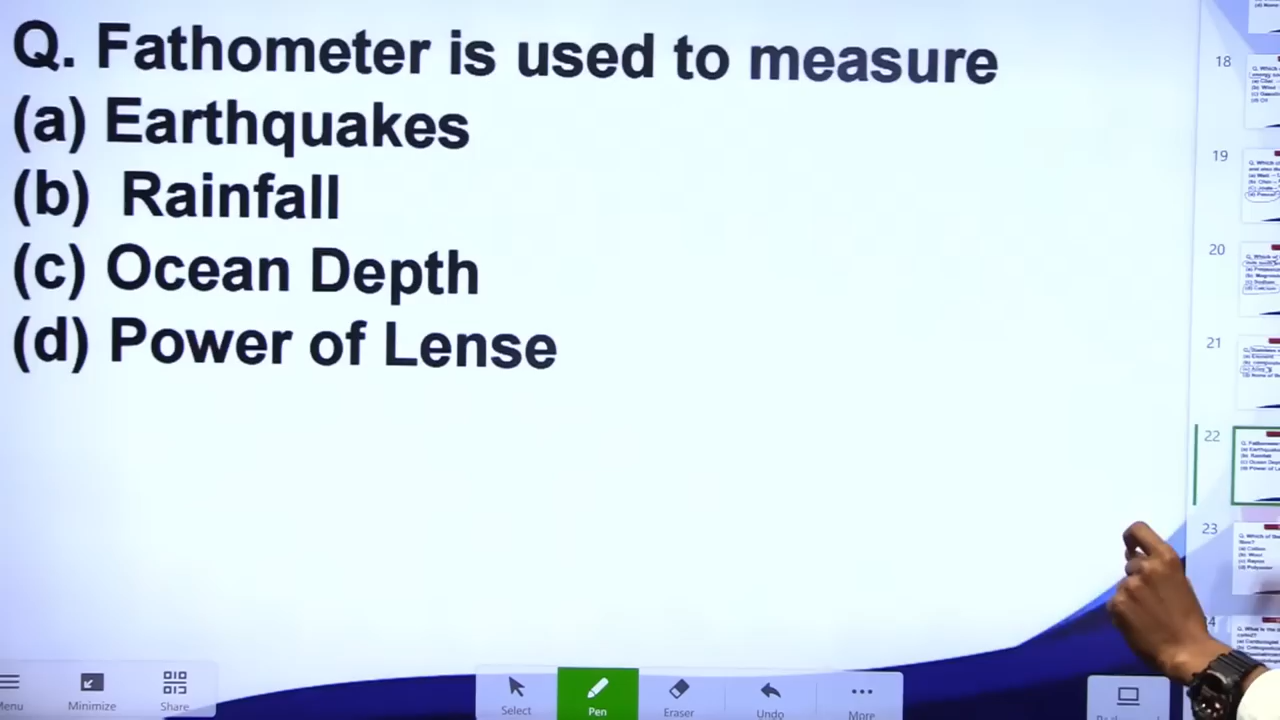 Q. Fathometer is used to measure
(a) Earthquakes
(b) Rainfall
(c) Ocean Depth
(d) Power of Lense
18
19
20
21
22
23
Menu
Minimize
Share
Select
Pen
Eraser
Undo
More